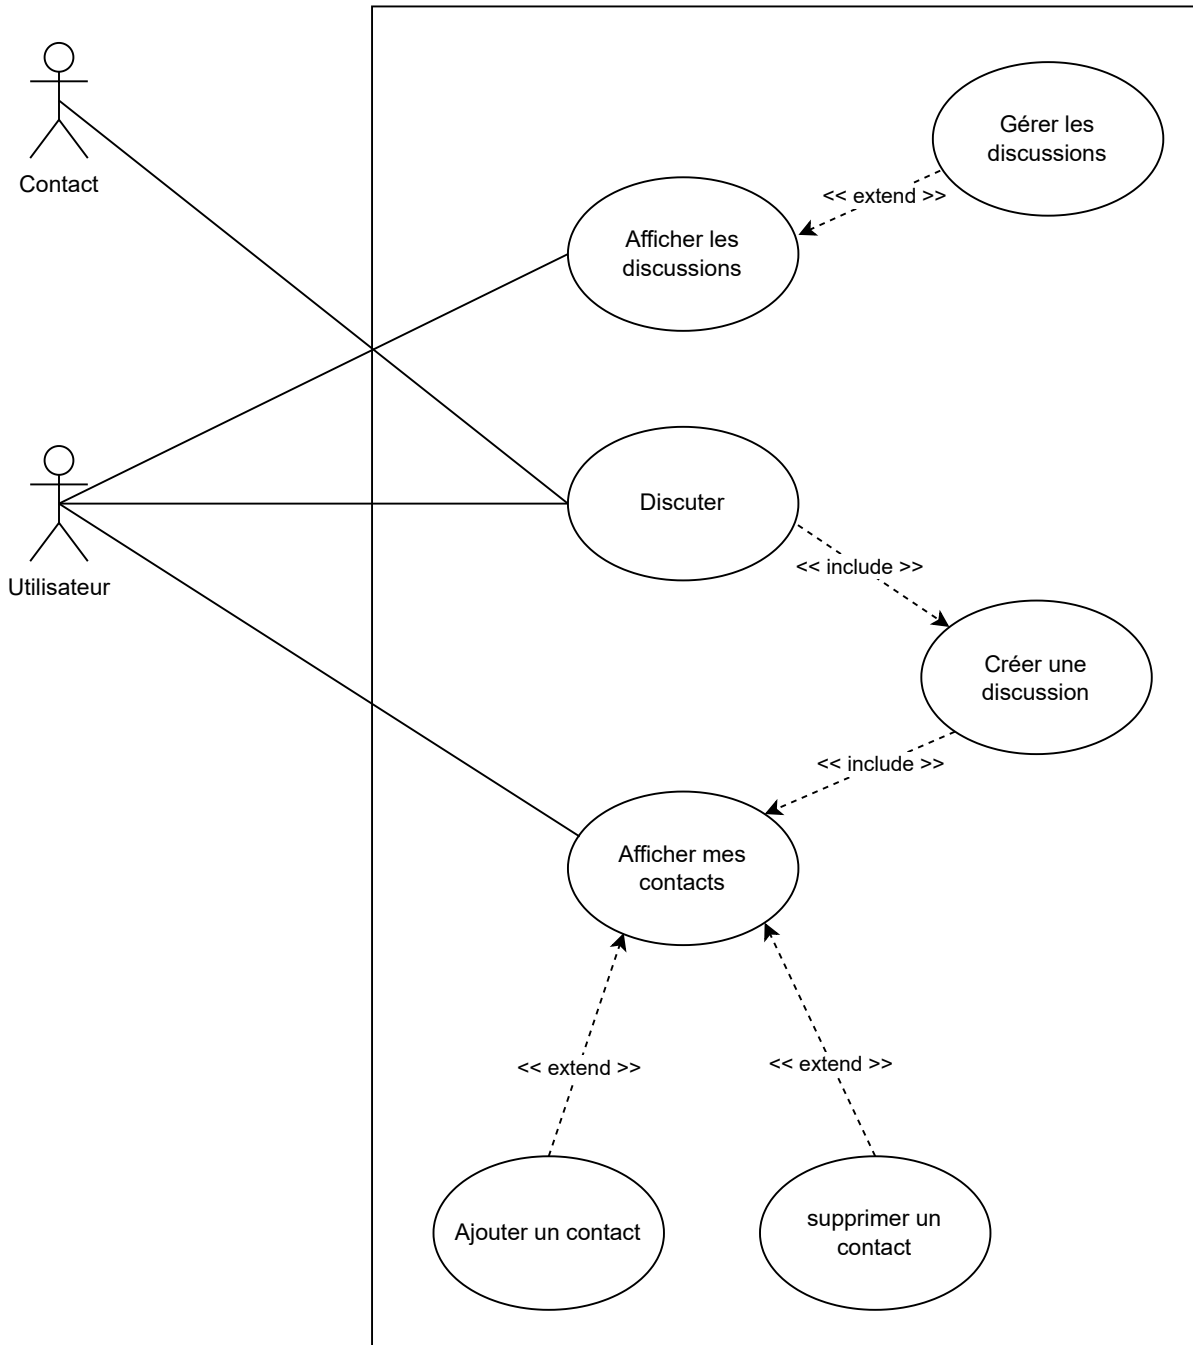 Gérer les
discussions
Contact
<< extend >>
Afficher les
discussions
Discuter
<< include >>
Utilisateur
Créer une
discussion
<< include >>
Afficher mes
contacts
<< extend >>
<< extend >>
Ajouter un contact
supprimer un
contact